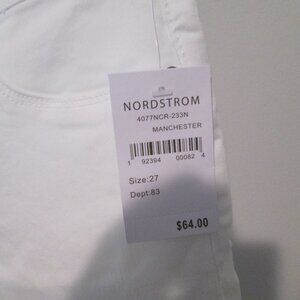 NORDSTROM
4077NCR-233N
MANCHESTER
1 92394 00082 4
Size:27
Dept:83
$64.00